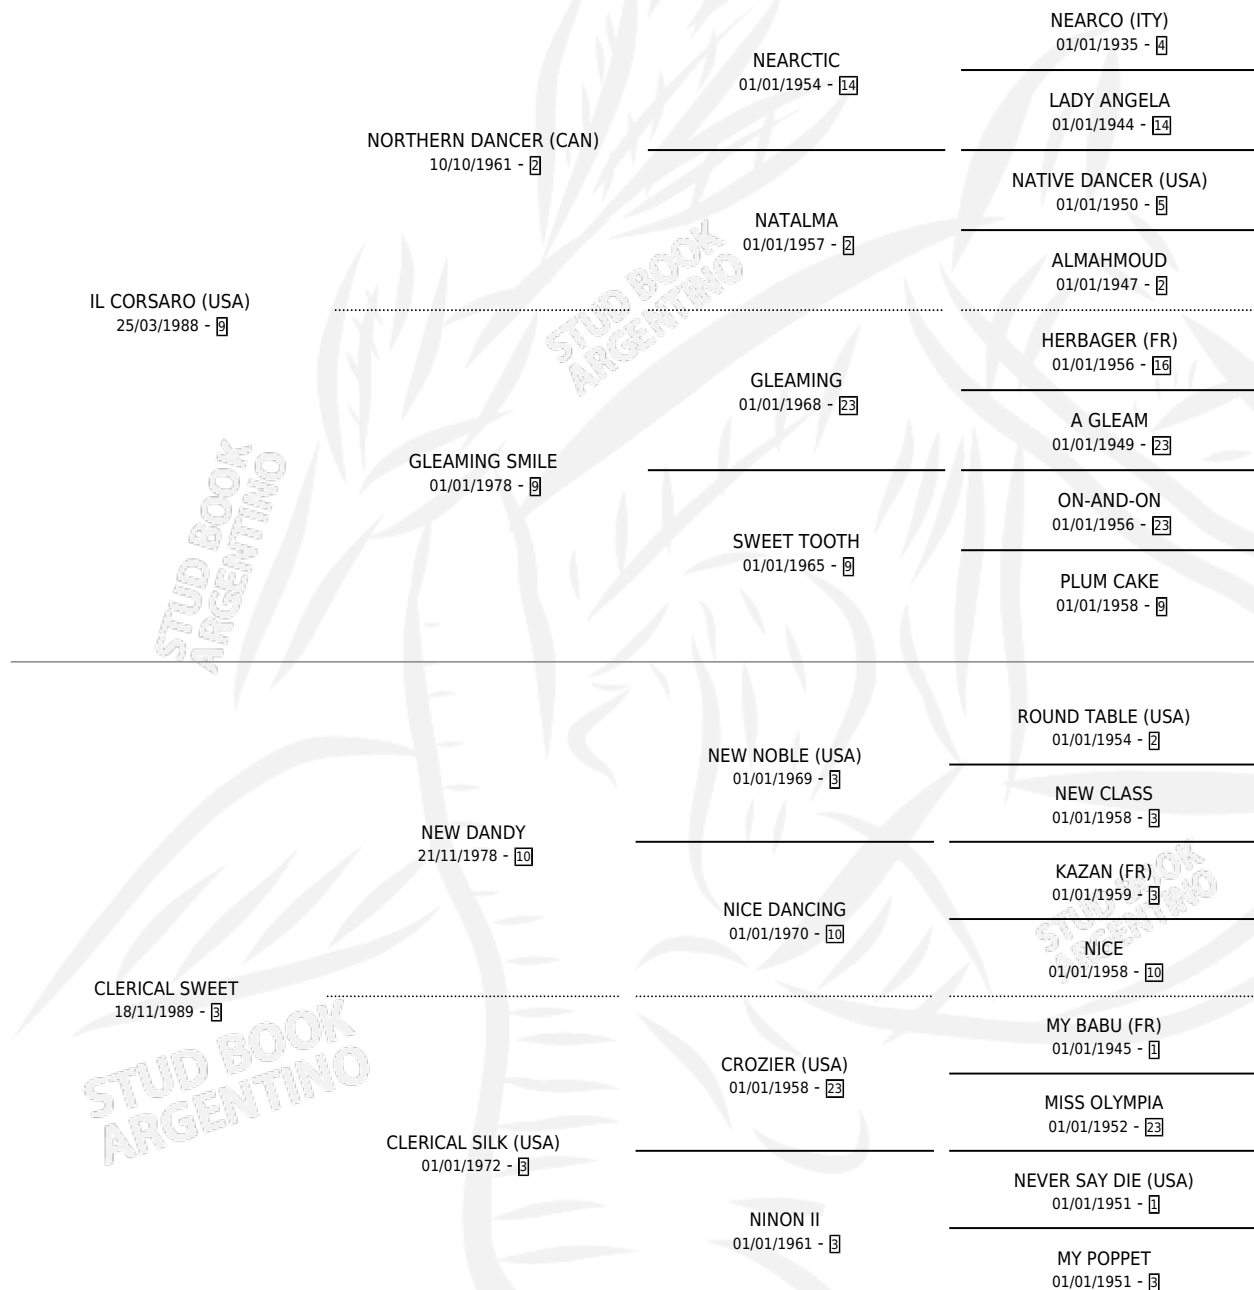 NEARCO (ITY)
01/01/1935 - 4
NEARCTIC
01/01/1954 - 14
LADY ANGELA
01/01/1944 - 14
NORTHERN DANCER (CAN)
10/10/1961 - 2
NATIVE DANCER (USA)
01/01/1950 - 5
NATALMA
01/01/1957 - 2
ALMAHMOUD
01/01/1947 - 2
IL CORSARO (USA)
25/03/1988 - 9
HERBAGER (FR)
01/01/1956 - 16
GLEAMING
01/01/1968 - 23
A GLEAM
01/01/1949 - 23
GLEAMING SMILE
01/01/1978 - 9
ON-AND-ON
01/01/1956 - 23
SWEET TOOTH
01/01/1965 - 9
PLUM CAKE
01/01/1958 - 9
ROUND TABLE (USA)
01/01/1954 - 2
NEW NOBLE (USA)
01/01/1969 - 3
NEW CLASS
01/01/1958 - 3
NEW DANDY
21/11/1978 - 10
KAZAN (FR)
01/01/1959 - 3
NICE DANCING
01/01/1970 - 10
NICE
01/01/1958 - 10
CLERICAL SWEET
18/11/1989 - 3
MY BABU (FR)
01/01/1945 - 1
CROZIER (USA)
01/01/1958 - 23
MISS OLYMPIA
01/01/1952 - 23
CLERICAL SILK (USA)
01/01/1972 - 3
NEVER SAY DIE (USA)
01/01/1951 - 1
NINON II
01/01/1961 - 3
MY POPPET
01/01/1951 - 3
STUD BOOK
ARGENTINO
STUD BOOK
ARGENTINO
STUD BOOK
ARGENTINO
STUD BOOK
ARGENTINO